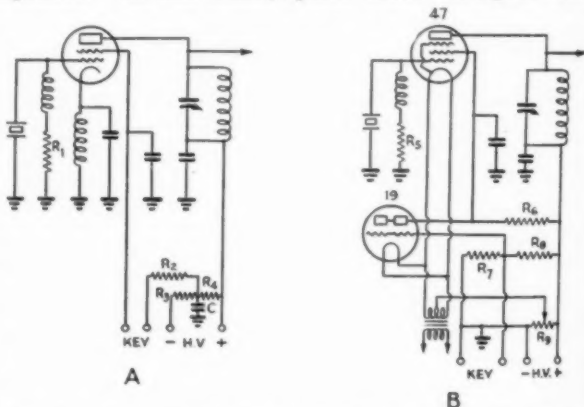 47
R1
R5
19
R6
R2
R8
R7
R3
R4
C
R9
KEY − H.V. +
KEY − H.V. +
A
B